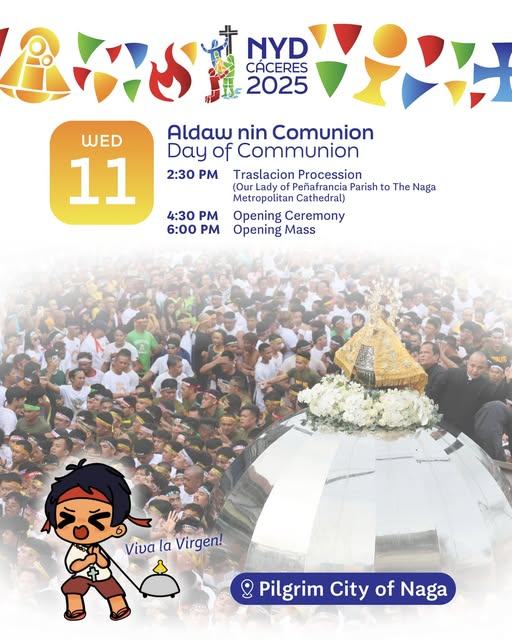 NYD
CÁCERES
2025
WED
11
Aldaw nin Comunion
Day of Communion
2:30 PM Traslacion Procession
(Our Lady of Peñafrancia Parish to The Naga
Metropolitan Cathedral)
4:30 PM Opening Ceremony
6:00 PM Opening Mass
Viva la Virgen!
Pilgrim City of Naga